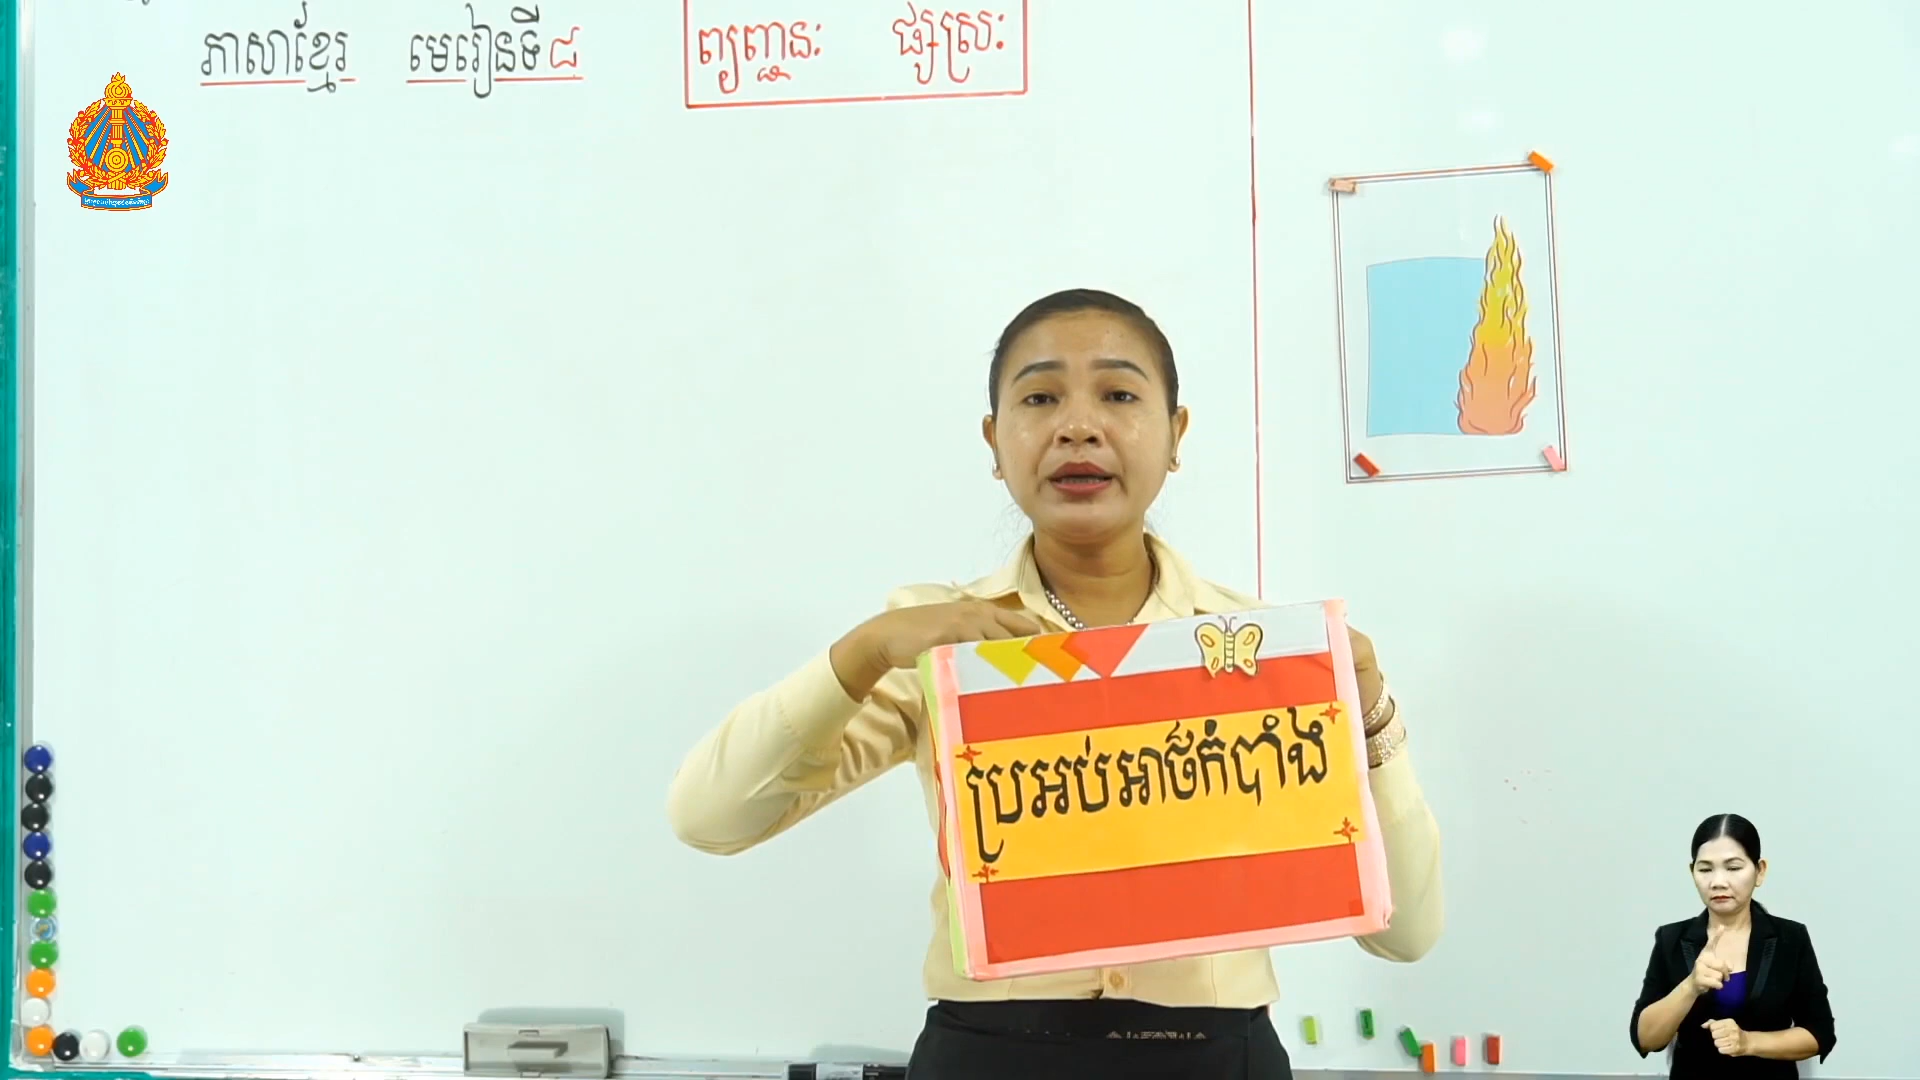 ភាសាខ្មែរ មេរៀនទី៨
ព្យញ្ជនៈ ផ្សំស្រៈ
ប្រអប់អាថ៌កំបាំង